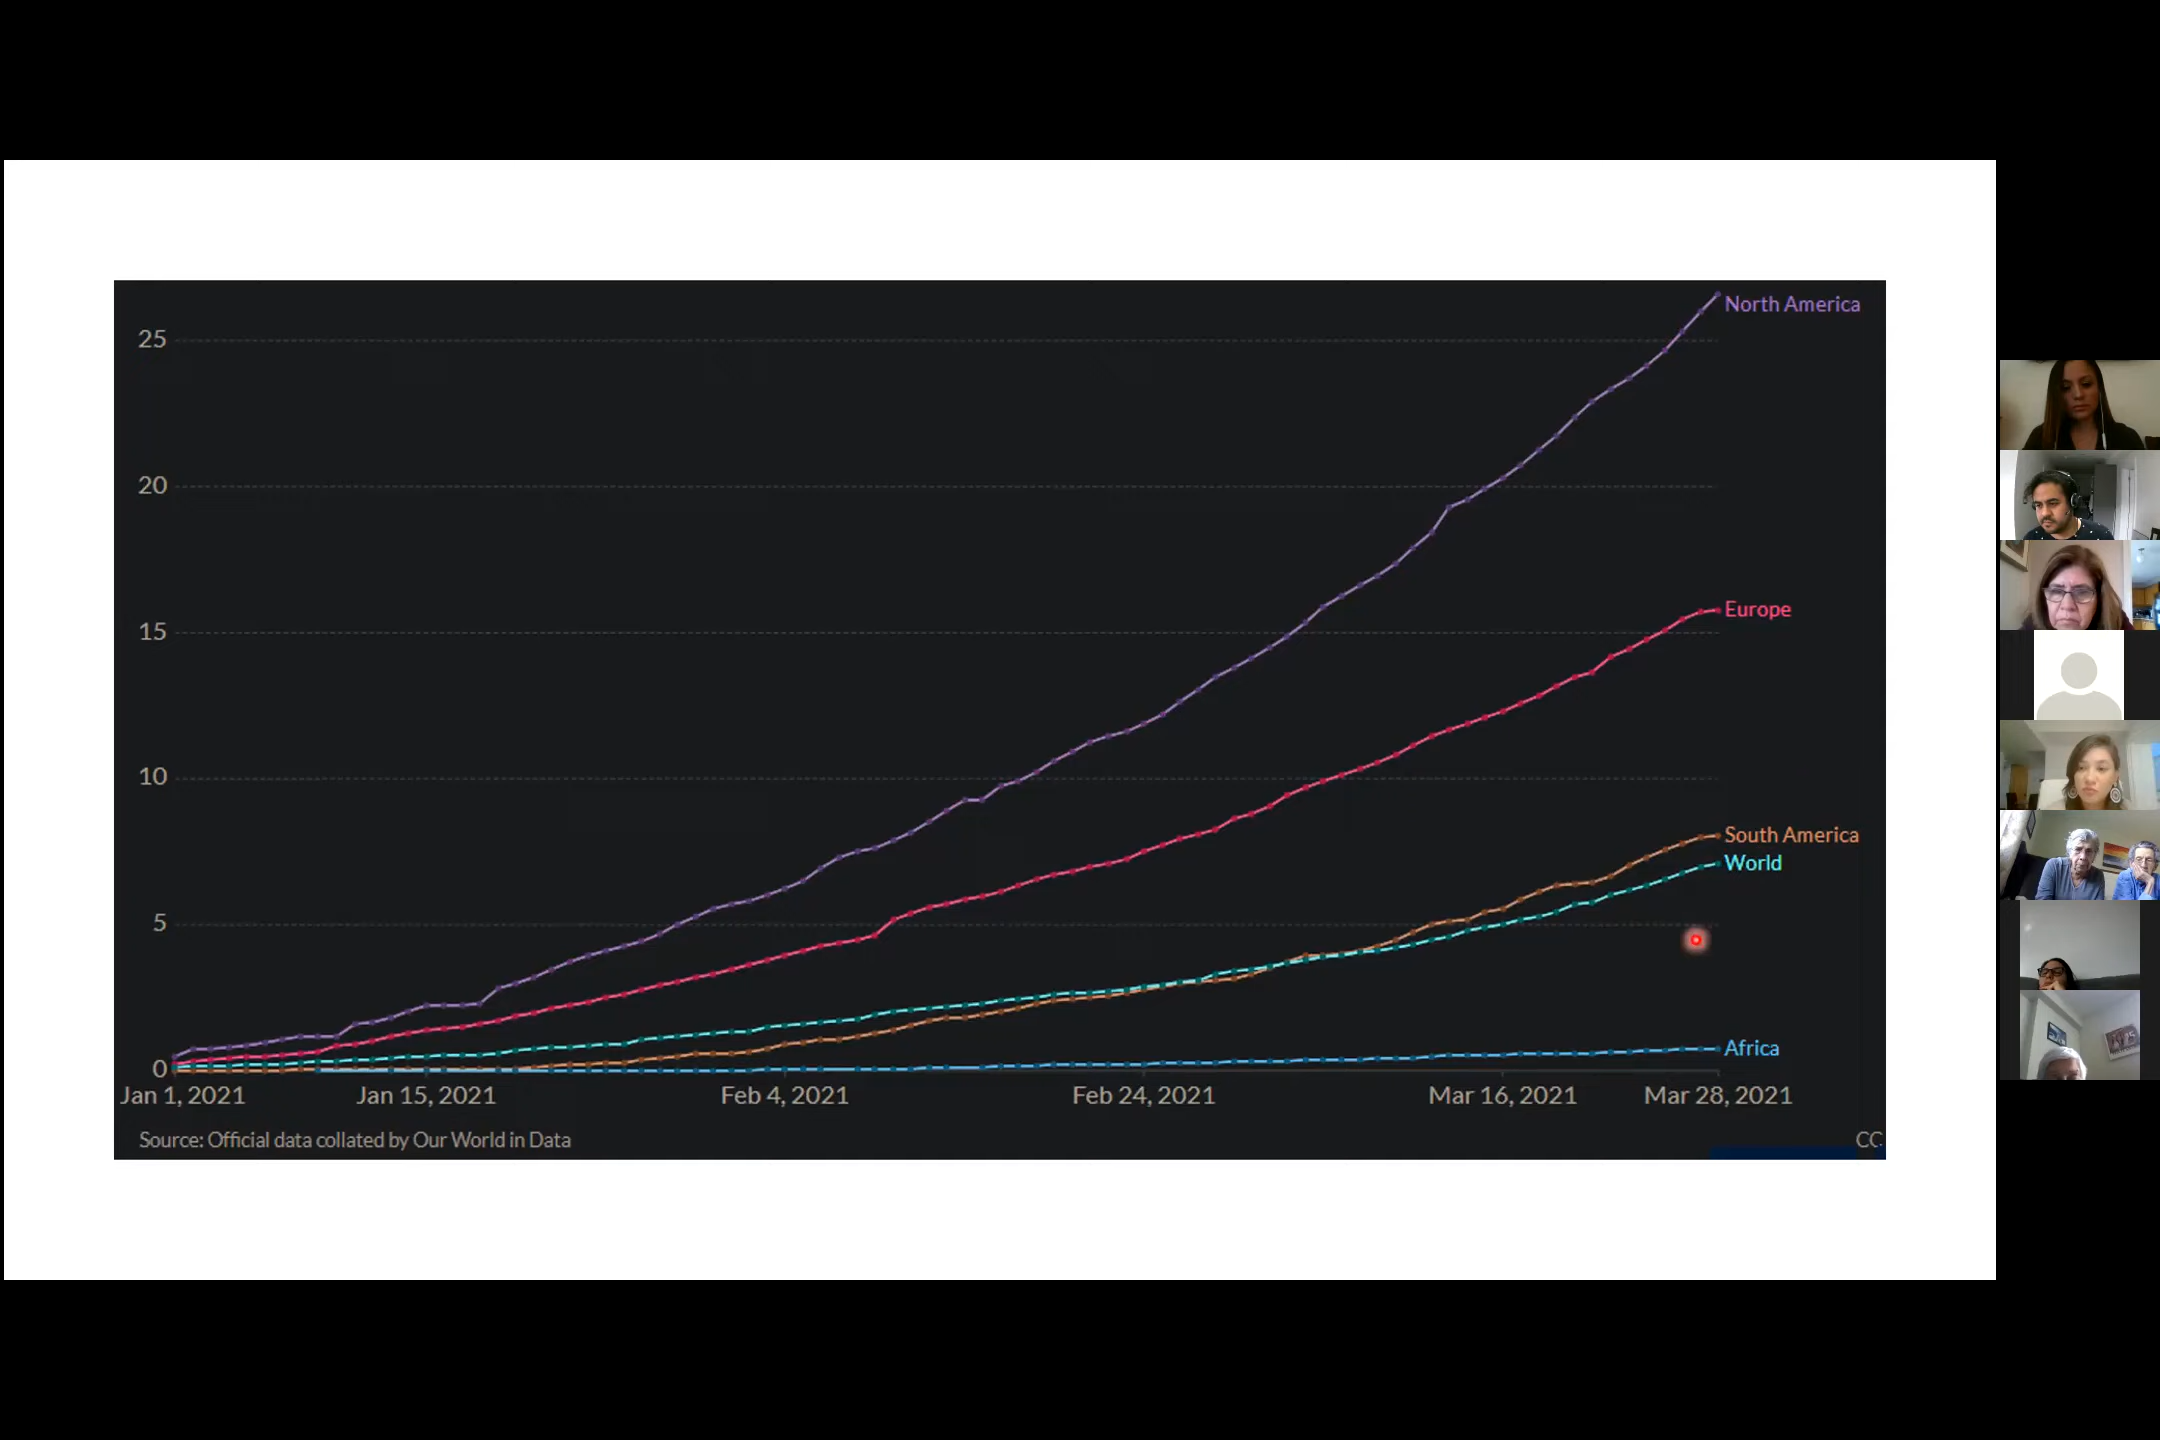 25
20
15
10
5
0
North America
Europe
South America
World
Africa
Jan 1, 2021
Jan 15, 2021
Feb 4, 2021
Feb 24, 2021
Mar 16, 2021
Mar 28, 2021
Source: Official data collated by Our World in Data
CC